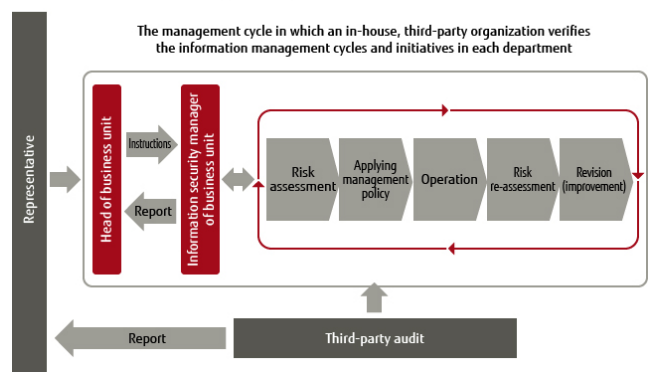 The management cycle in which an in-house, third-party organization verifies
the information management cycles and initiatives in each department
Representative
Head of business unit
Instructions
Report
Information security manager
of business unit
Risk
assessment
Applying
management
policy
Operation
Risk
re-assessment
Revision
(improvement)
Report
Third-party audit